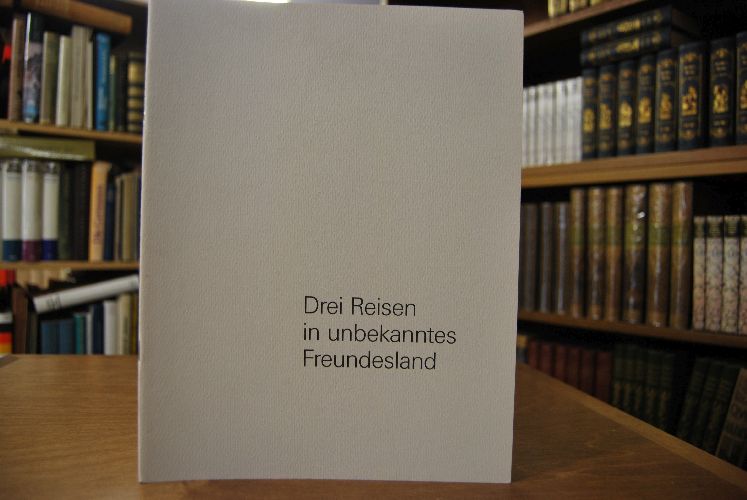 Drei Reisen
in unbekanntes
Freundesland